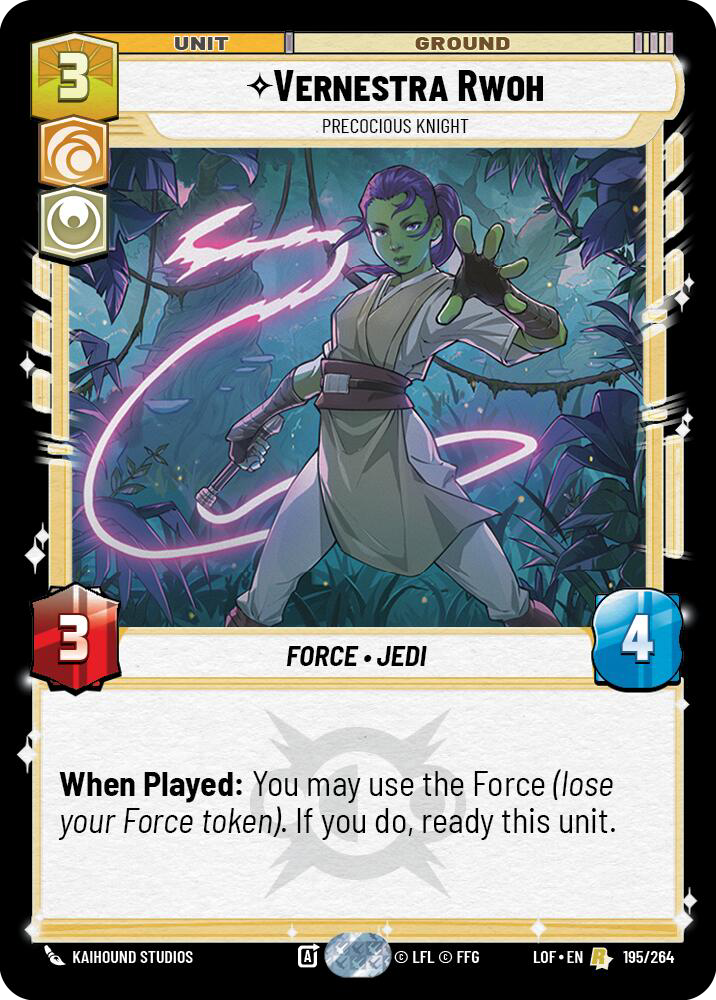 UNIT
GROUND
3
✧VERNESTRA RWOH
PRECOCIOUS KNIGHT
3
FORCE • JEDI
4
When Played: You may use the Force (lose
your Force token). If you do, ready this unit.
KAIHOUND STUDIOS
A
© LFL © FFG
LOF • EN
R
195/264